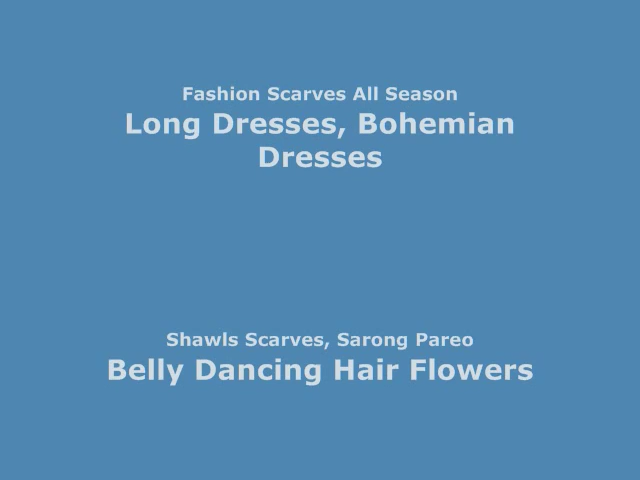 Fashion Scarves All Season
Long Dresses, Bohemian
Dresses
Shawls Scarves, Sarong Pareo
Belly Dancing Hair Flowers